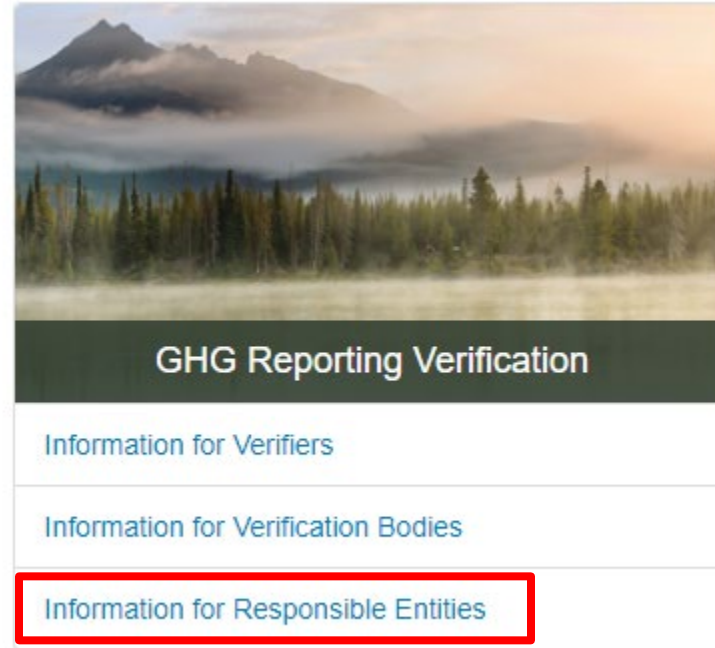 GHG Reporting Verification
Information for Verifiers
Information for Verification Bodies
Information for Responsible Entities